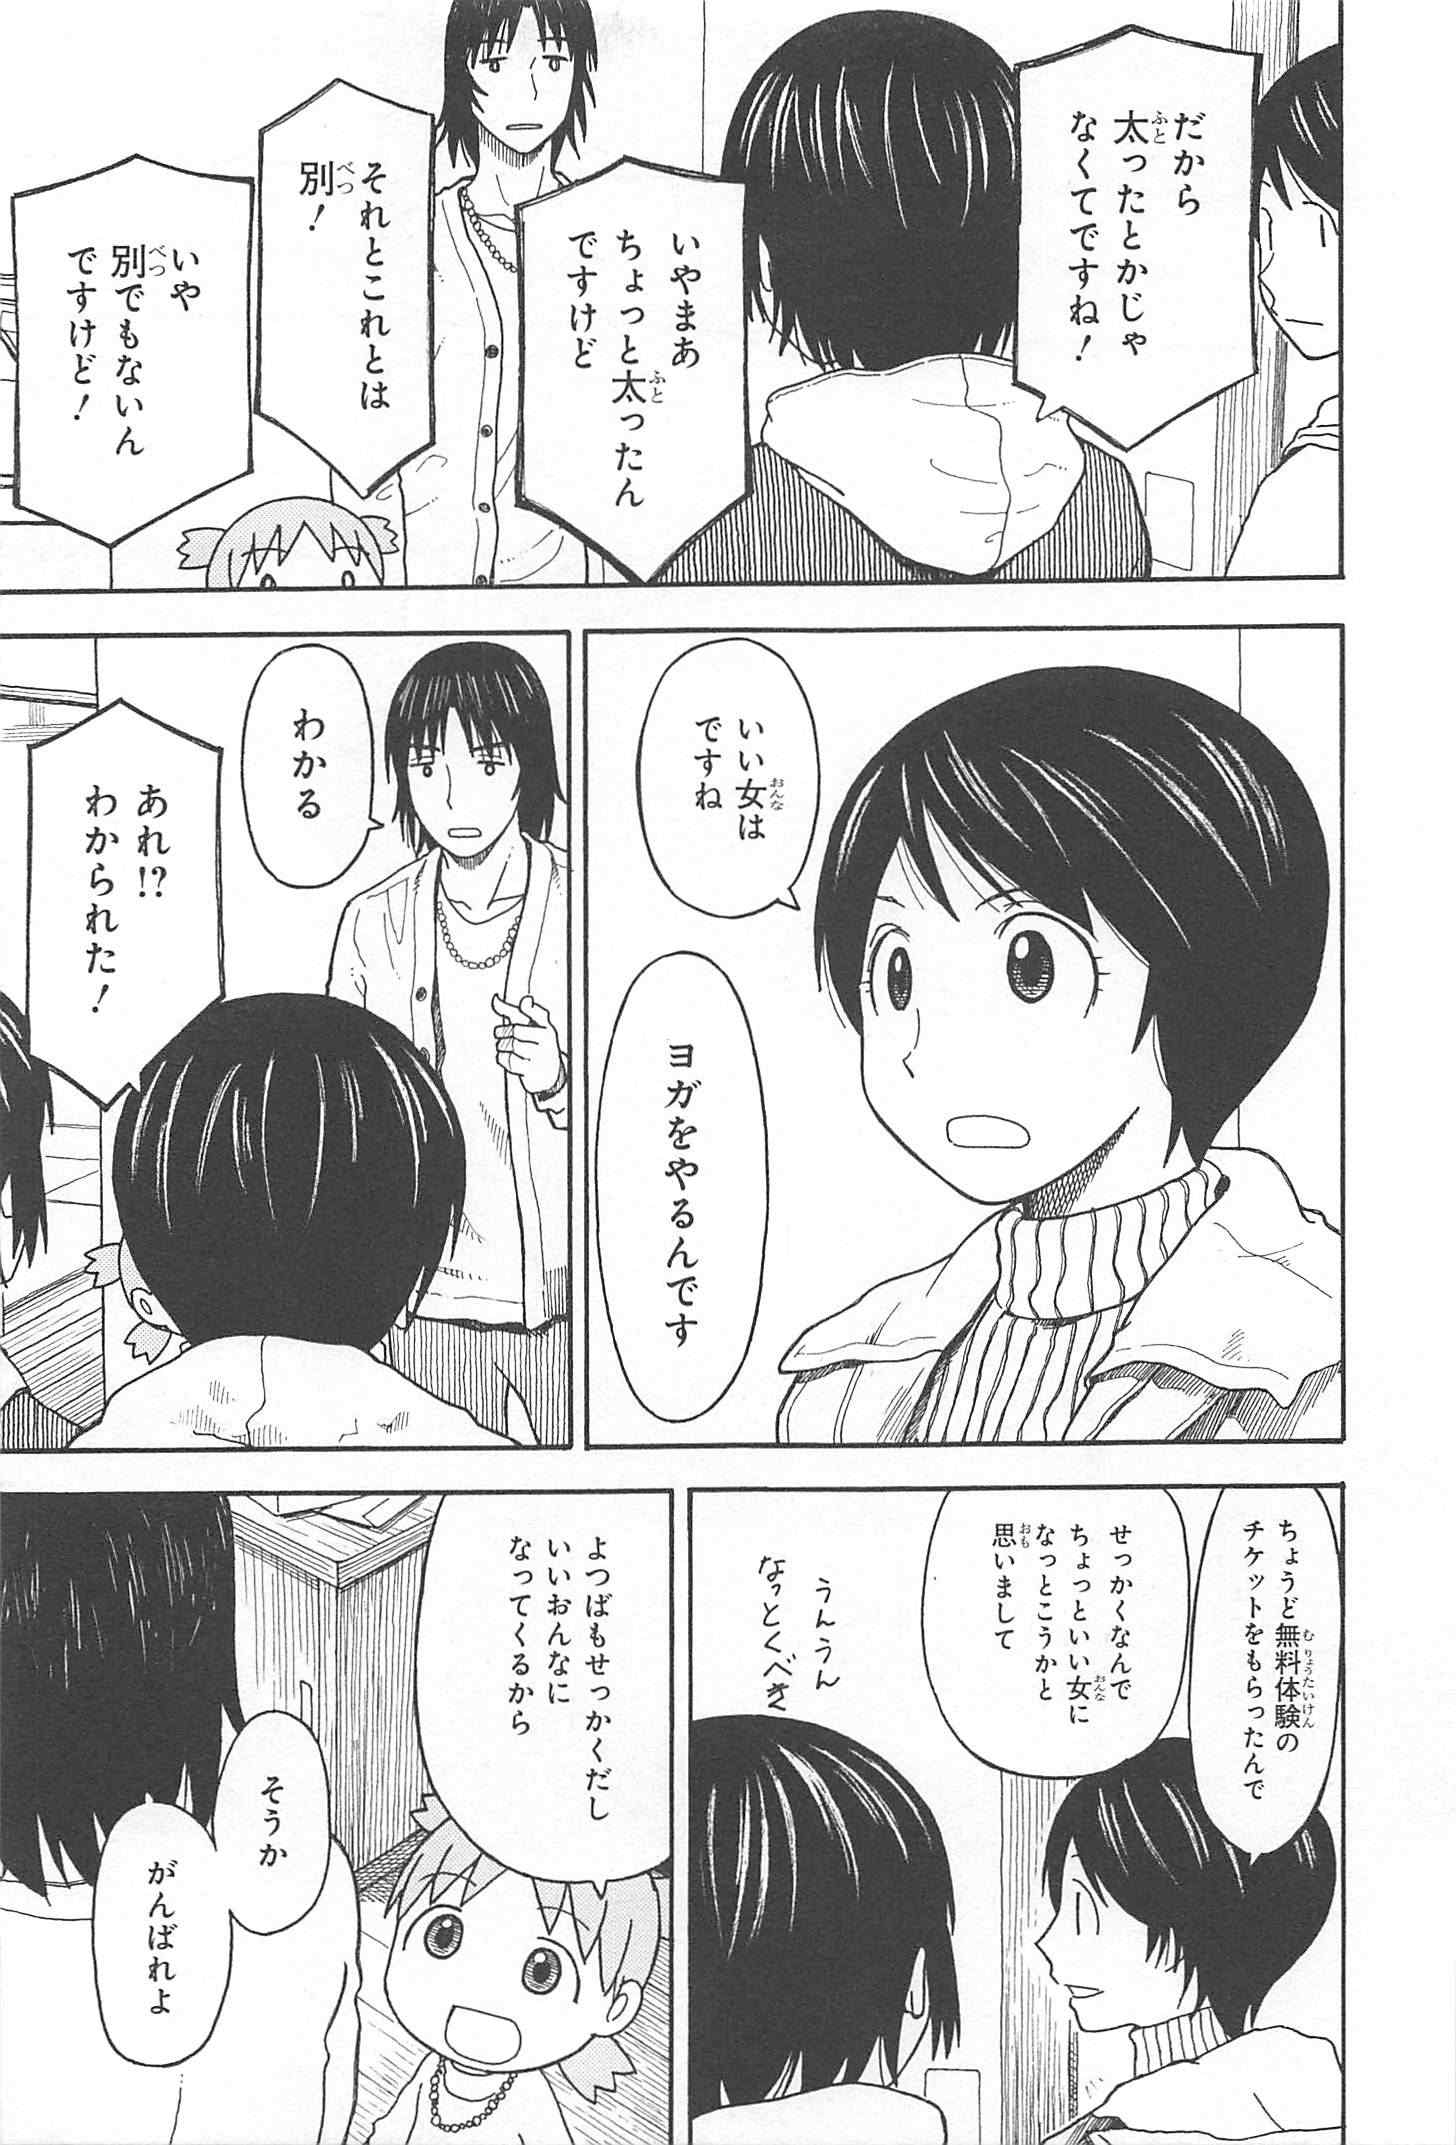 だから
太ったとかじゃ
なくてですね！
いやまあ
ちょっと太ったん
ですけど
それとこれとは
別！
いや
別でもないん
ですけど！
いい女は
ですね
ヨガをやるんです
わかる
あれ!?
わかられた！
ちょうど無料体験の
チケットをもらったんで
せっかくなんで
ちょっといい女に
なっとこうかと
思いまして
うんうん
なっとくべき
よつばもせっかくだし
いいおんなに
なってくるから
そうか
がんばれよ